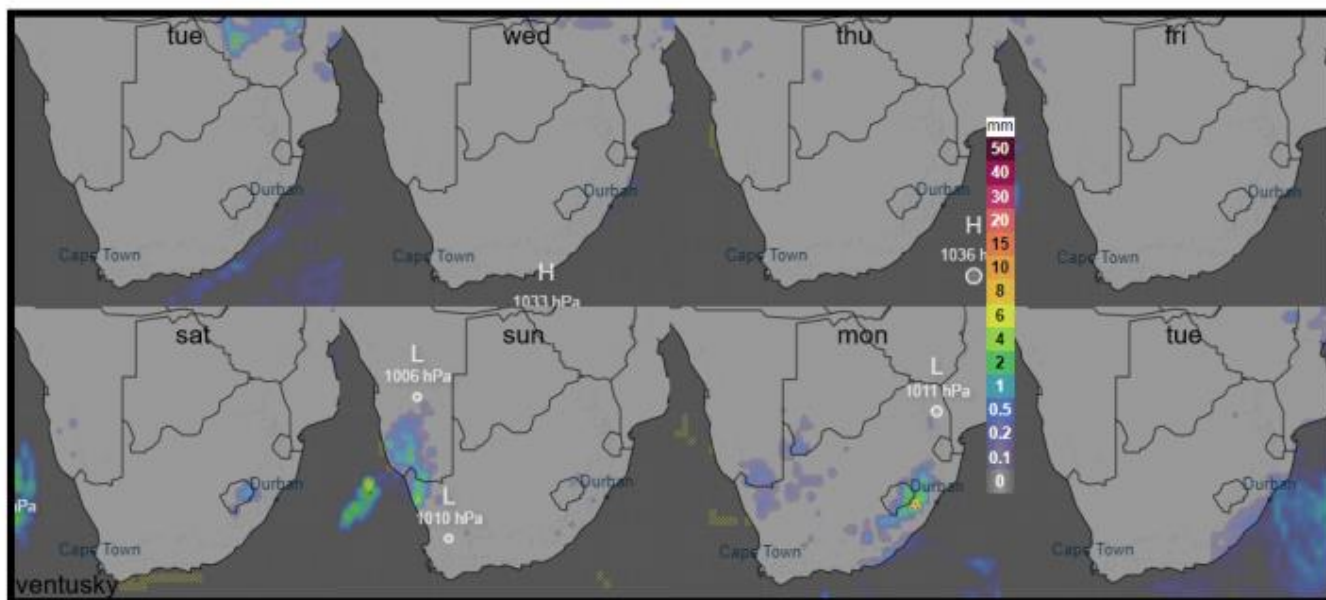 tue
wed
thu
fri
Durban
Durban
Durban
Durban
Cape Town
Cape Town
Cape Town
Cape Town
H
1033 hPa
H
1036 h
mm
50
40
30
20
15
10
8
6
4
2
1
0.5
0.2
0.1
0
sat
sun
mon
tue
L
1006 hPa
L
1011 hPa
Durban
Durban
Durban
Durban
hPa
L
1010 hPa
Cape Town
Cape Town
Cape Town
ventusky